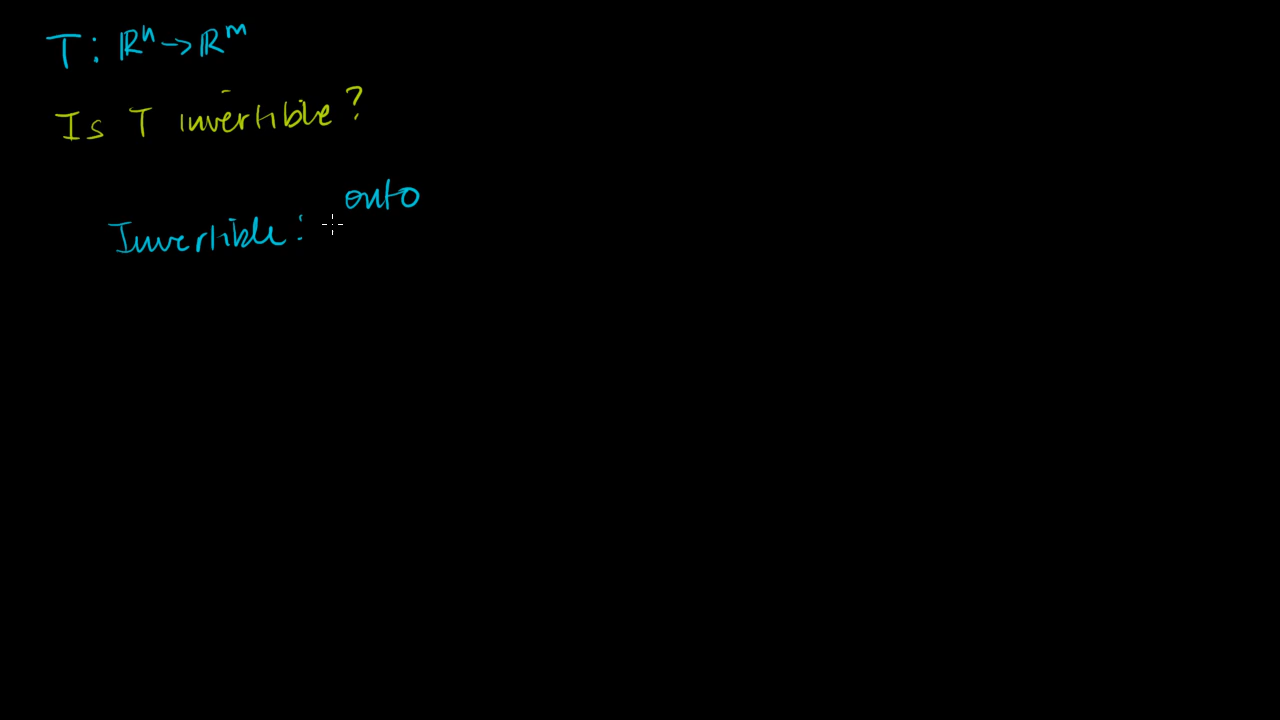 T: ℝⁿ → ℝᵐ
Is T invertible?
onto
Invertible: